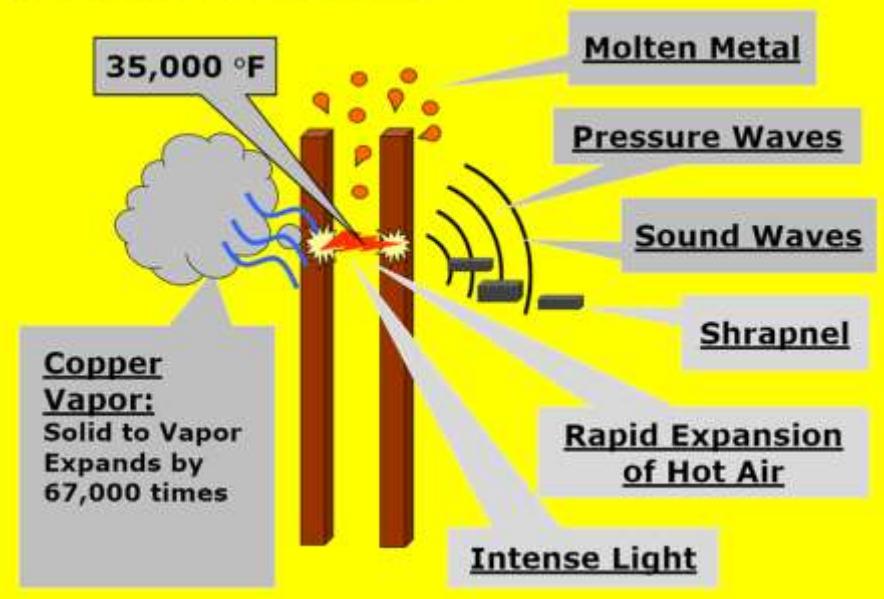 35,000 °F
Molten Metal
Pressure Waves
Sound Waves
Shrapnel
Copper
Vapor:
Solid to Vapor
Expands by
67,000 times
Rapid Expansion
of Hot Air
Intense Light